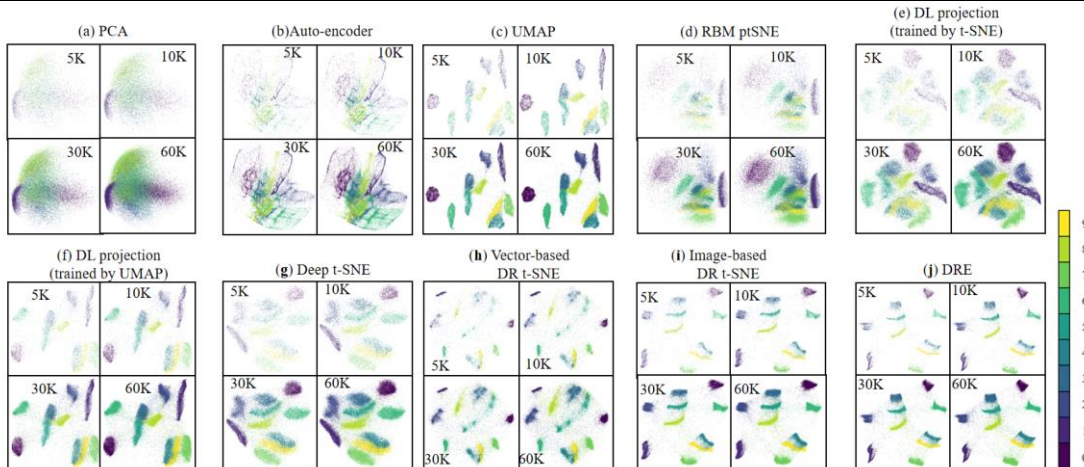 (a) PCA
(b)Auto-encoder
(c) UMAP
(d) RBM ptSNE
(e) DL projection
(trained by t-SNE)
5K 10K
30K 60K
5K 10K
30K 60K
5K 10K
30K 60K
5K 10K
30K 60K
5K 10K
30K 60K
(f) DL projection
(trained by UMAP)
(g) Deep t-SNE
(h) Vector-based
DR t-SNE
(i) Image-based
DR t-SNE
(j) DRE
5K 10K
30K 60K
5K 10K
30K 60K
5K 10K
30K 60K
5K 10K
30K 60K
5K 10K
30K 60K